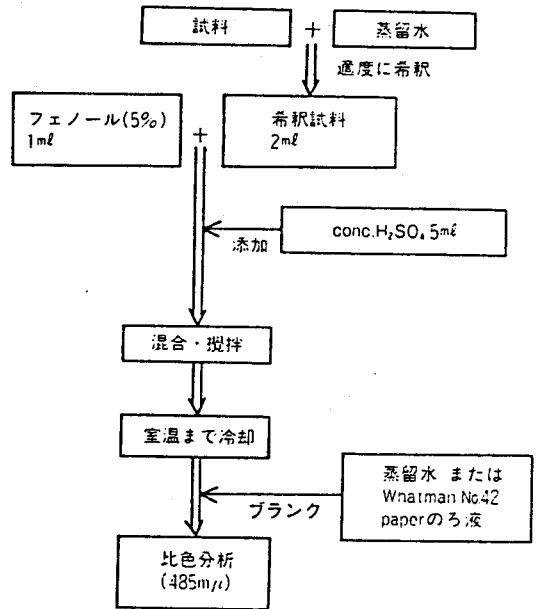 試料 + 蒸留水
適度に希釈
フェノール(5%)
1ml
+
希釈試料
2ml
conc.H₂SO₄ 5ml
添加
混合・撹拌
室温まで冷却
蒸留水 または
Whatman No.42
paperのろ液
ブランク
比色分析
(485mμ)